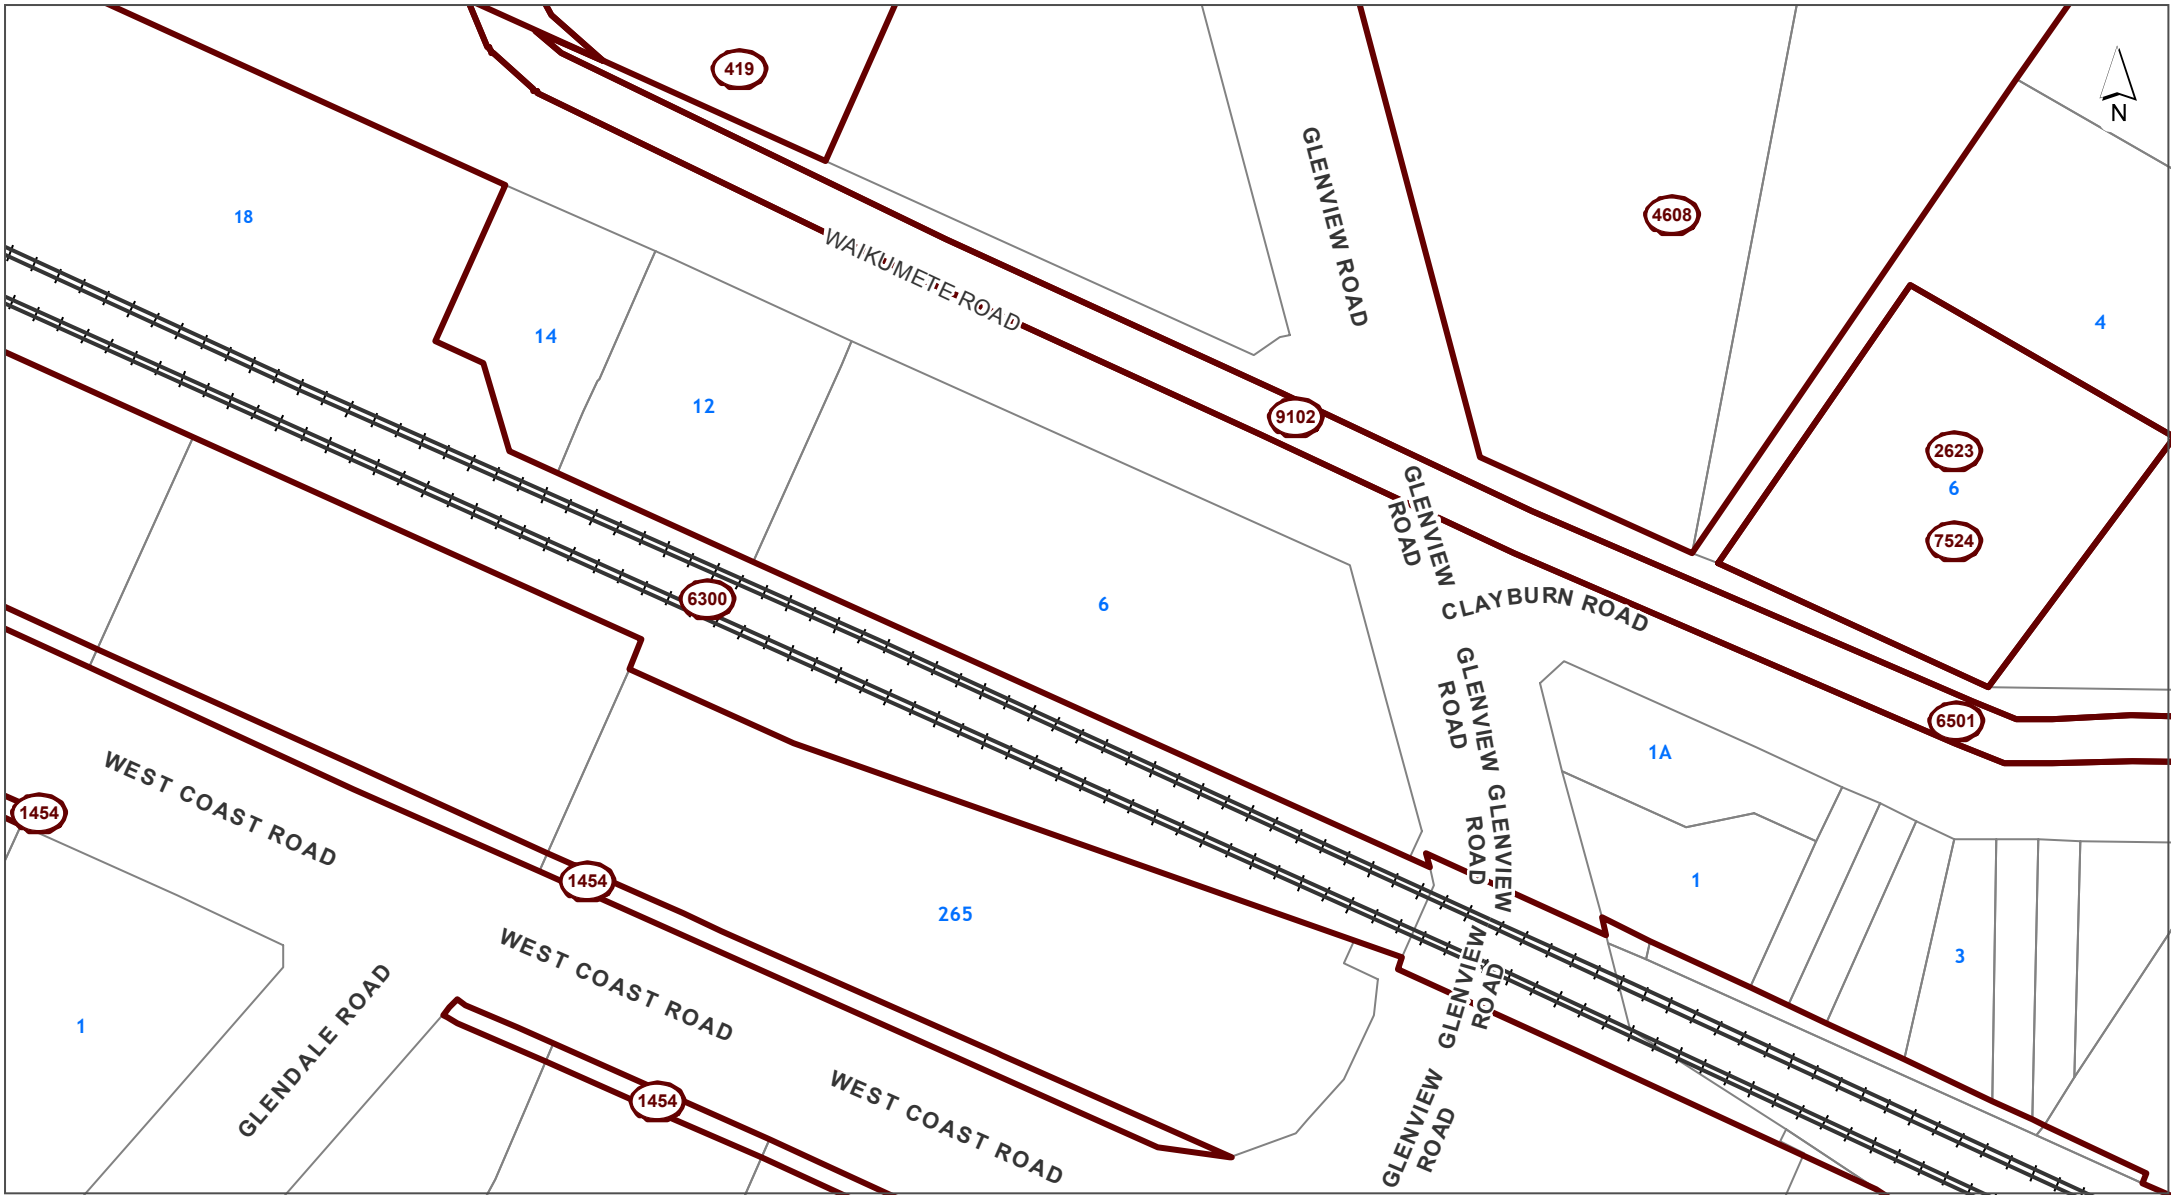 419
N
GLENVIEW ROAD
18
4608
WAIKUMETE ROAD
14
4
12
9102
2623
6
7524
GLENVIEW
ROAD
6300
6
CLAYBURN ROAD
GLENVIEW
ROAD
6501
1A
WEST COAST ROAD
1454
GLENVIEW
ROAD
1454
1
265
3
WEST COAST ROAD
GLENVIEW
ROAD
1
GLENDALE ROAD
1454
WEST COAST ROAD
GLENVIEW
ROAD